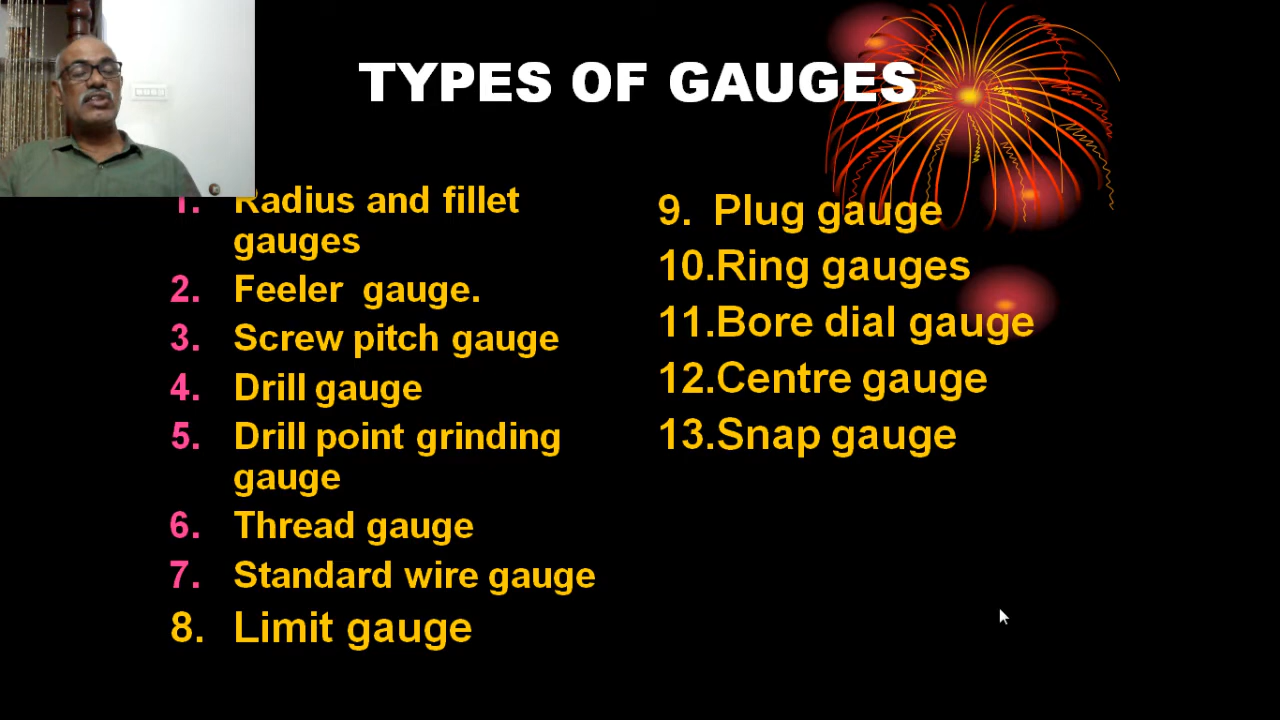 TYPES OF GAUGES
1. Radius and fillet
gauges
2. Feeler gauge.
3. Screw pitch gauge
4. Drill gauge
5. Drill point grinding
gauge
6. Thread gauge
7. Standard wire gauge
8. Limit gauge
9. Plug gauge
10.Ring gauges
11.Bore dial gauge
12.Centre gauge
13.Snap gauge